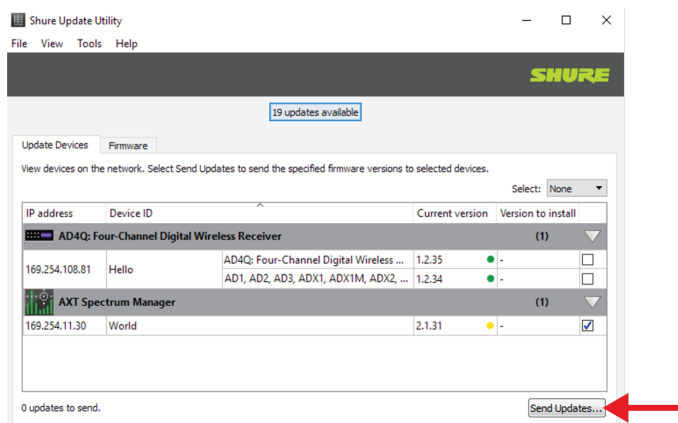 Shure Update Utility
File View Tools Help
SHURE
19 updates available
Update Devices Firmware
View devices on the network. Select Send Updates to send the specified firmware versions to selected devices.
Select: None
IP address Device ID Current version Version to install
AD4Q: Four-Channel Digital Wireless Receiver (1)
169.254.108.81 Hello AD4Q: Four-Channel Digital Wireless ... 1.2.35 -
AD1, AD2, AD3, ADX1, ADX1M, ADX2, ... 1.2.34 -
AXT Spectrum Manager (1)
169.254.11.30 World 2.1.31 -
0 updates to send. Send Updates...